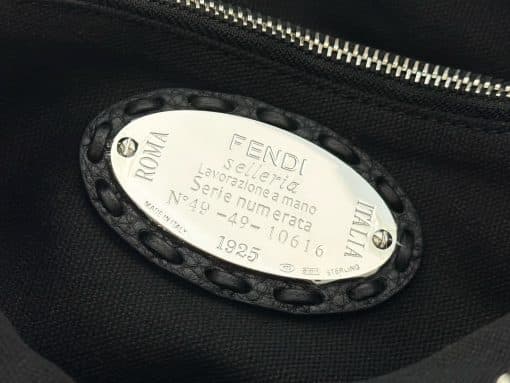 FENDI
selleria
Lavorazione a mano
Serie numerata
N° 49-49-10616
1925
ROMA
ITALIA
MADE IN ITALY
STERLING